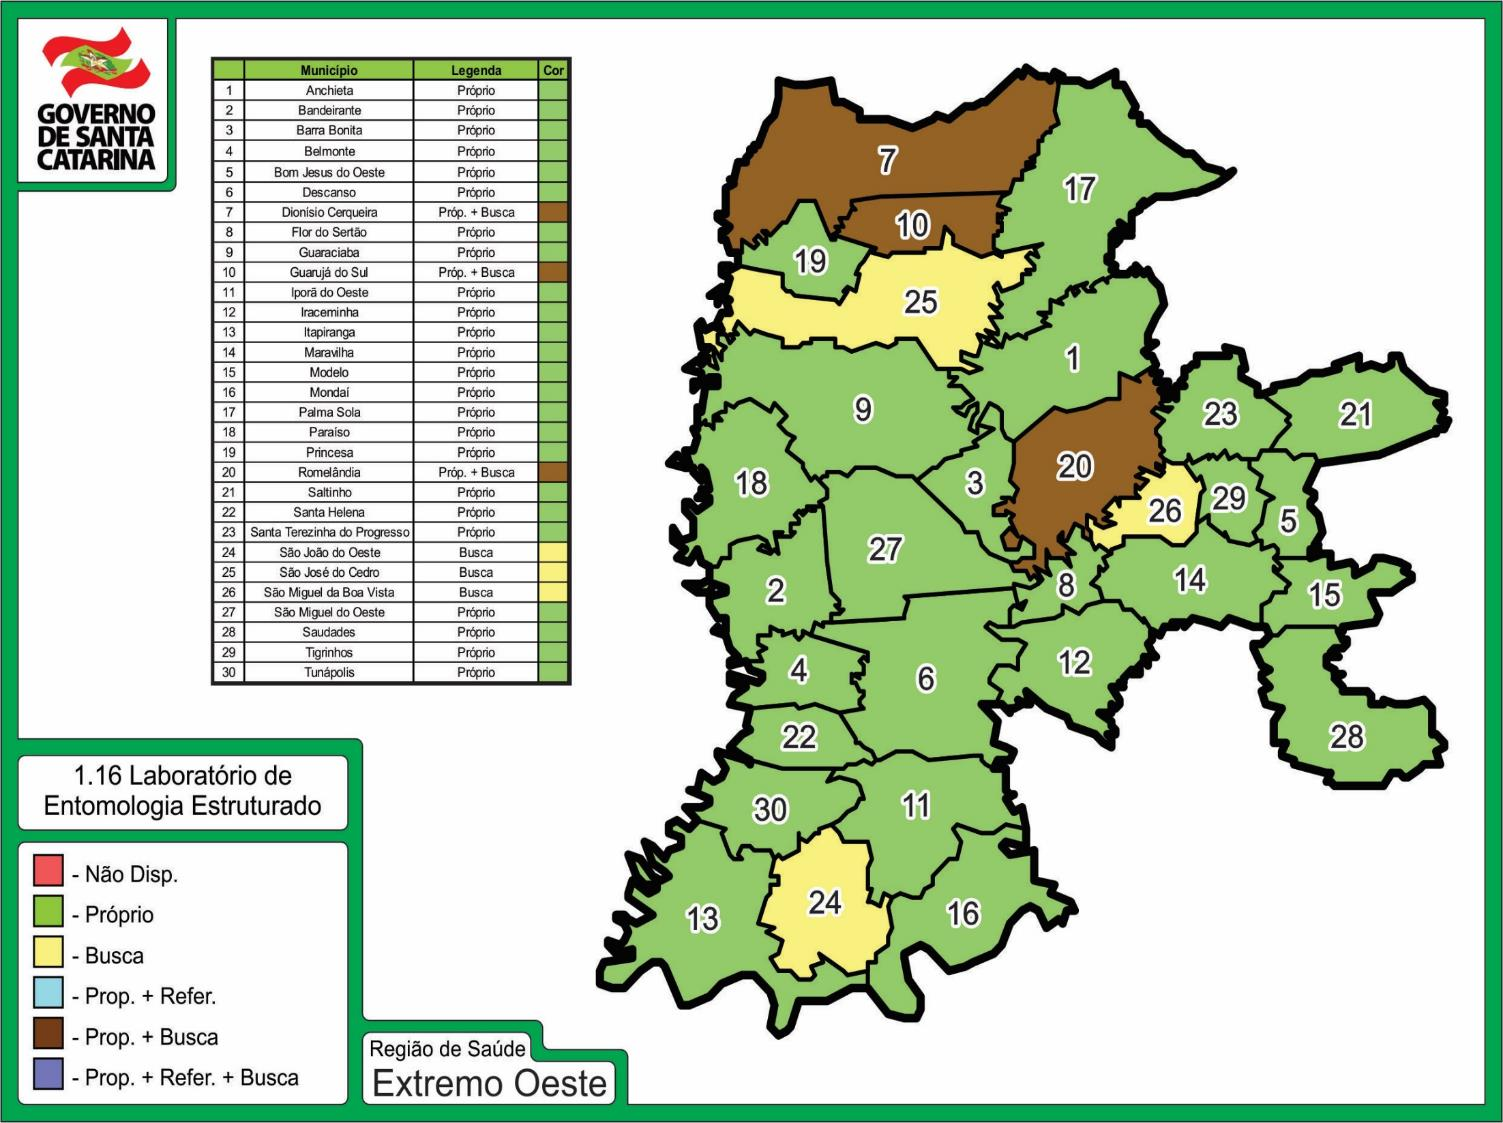 GOVERNO
DE SANTA
CATARINA
Município Legenda Cor
1 Anchieta Próprio
2 Bandeirante Próprio
3 Barra Bonita Próprio
4 Belmonte Próprio
5 Bom Jesus do Oeste Próprio
6 Descanso Próprio
7 Dionísio Cerqueira Próp. + Busca
8 Flor do Sertão Próprio
9 Guaraciaba Próprio
10 Guarujá do Sul Próp. + Busca
11 Iporã do Oeste Próprio
12 Iraceminha Próprio
13 Itapiranga Próprio
14 Maravilha Próprio
15 Modelo Próprio
16 Mondaí Próprio
17 Palma Sola Próprio
18 Paraíso Próprio
19 Princesa Próprio
20 Romelândia Próp. + Busca
21 Saltinho Próprio
22 Santa Helena Próprio
23 Santa Terezinha do Progresso Próprio
24 São João do Oeste Busca
25 São José do Cedro Busca
26 São Miguel da Boa Vista Busca
27 São Miguel do Oeste Próprio
28 Saudades Próprio
29 Tigrinhos Próprio
30 Tunápolis Próprio
7
17
10
19
25
1
9
23
21
20
3
18
26
29
5
27
8
14
2
15
12
4
6
22
28
30
11
24
13
16
1.16 Laboratório de
Entomologia Estruturado
- Não Disp.
- Próprio
- Busca
- Prop. + Refer.
- Prop. + Busca
- Prop. + Refer. + Busca
Região de Saúde
Extremo Oeste